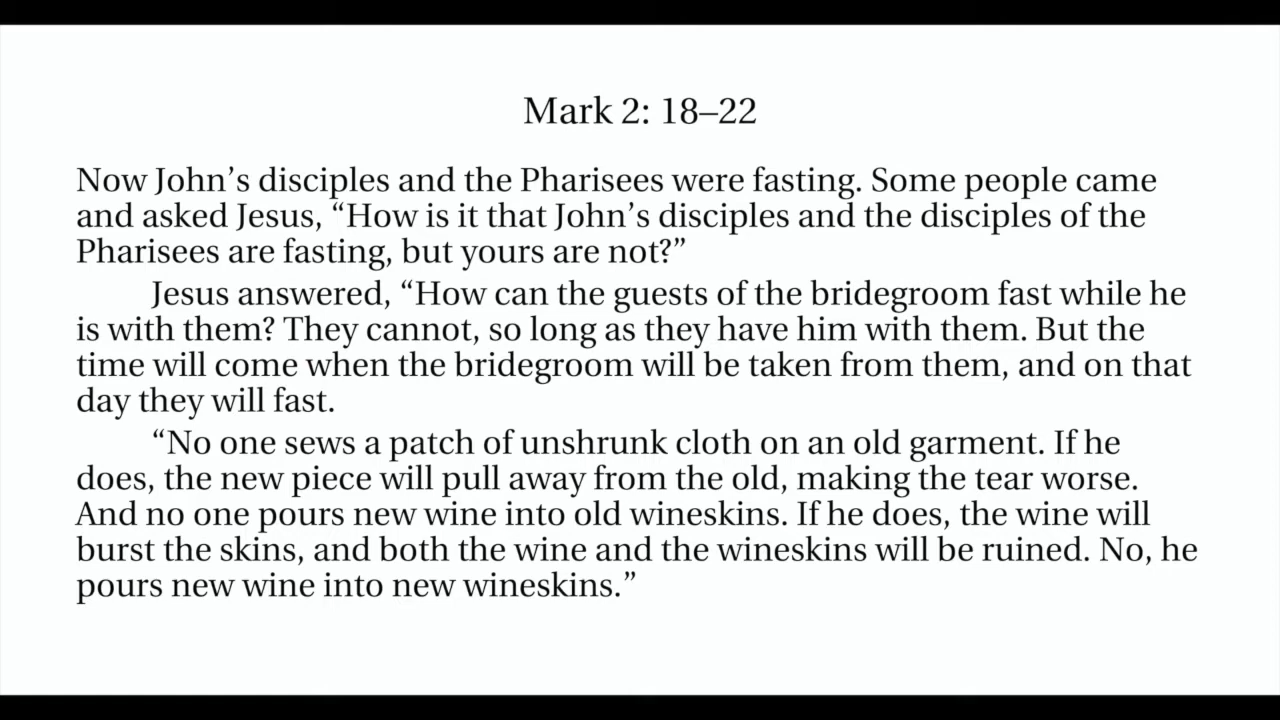 Mark 2: 18–22
Now John’s disciples and the Pharisees were fasting. Some people came
and asked Jesus, “How is it that John’s disciples and the disciples of the
Pharisees are fasting, but yours are not?”
Jesus answered, “How can the guests of the bridegroom fast while he
is with them? They cannot, so long as they have him with them. But the
time will come when the bridegroom will be taken from them, and on that
day they will fast.
“No one sews a patch of unshrunk cloth on an old garment. If he
does, the new piece will pull away from the old, making the tear worse.
And no one pours new wine into old wineskins. If he does, the wine will
burst the skins, and both the wine and the wineskins will be ruined. No, he
pours new wine into new wineskins.”